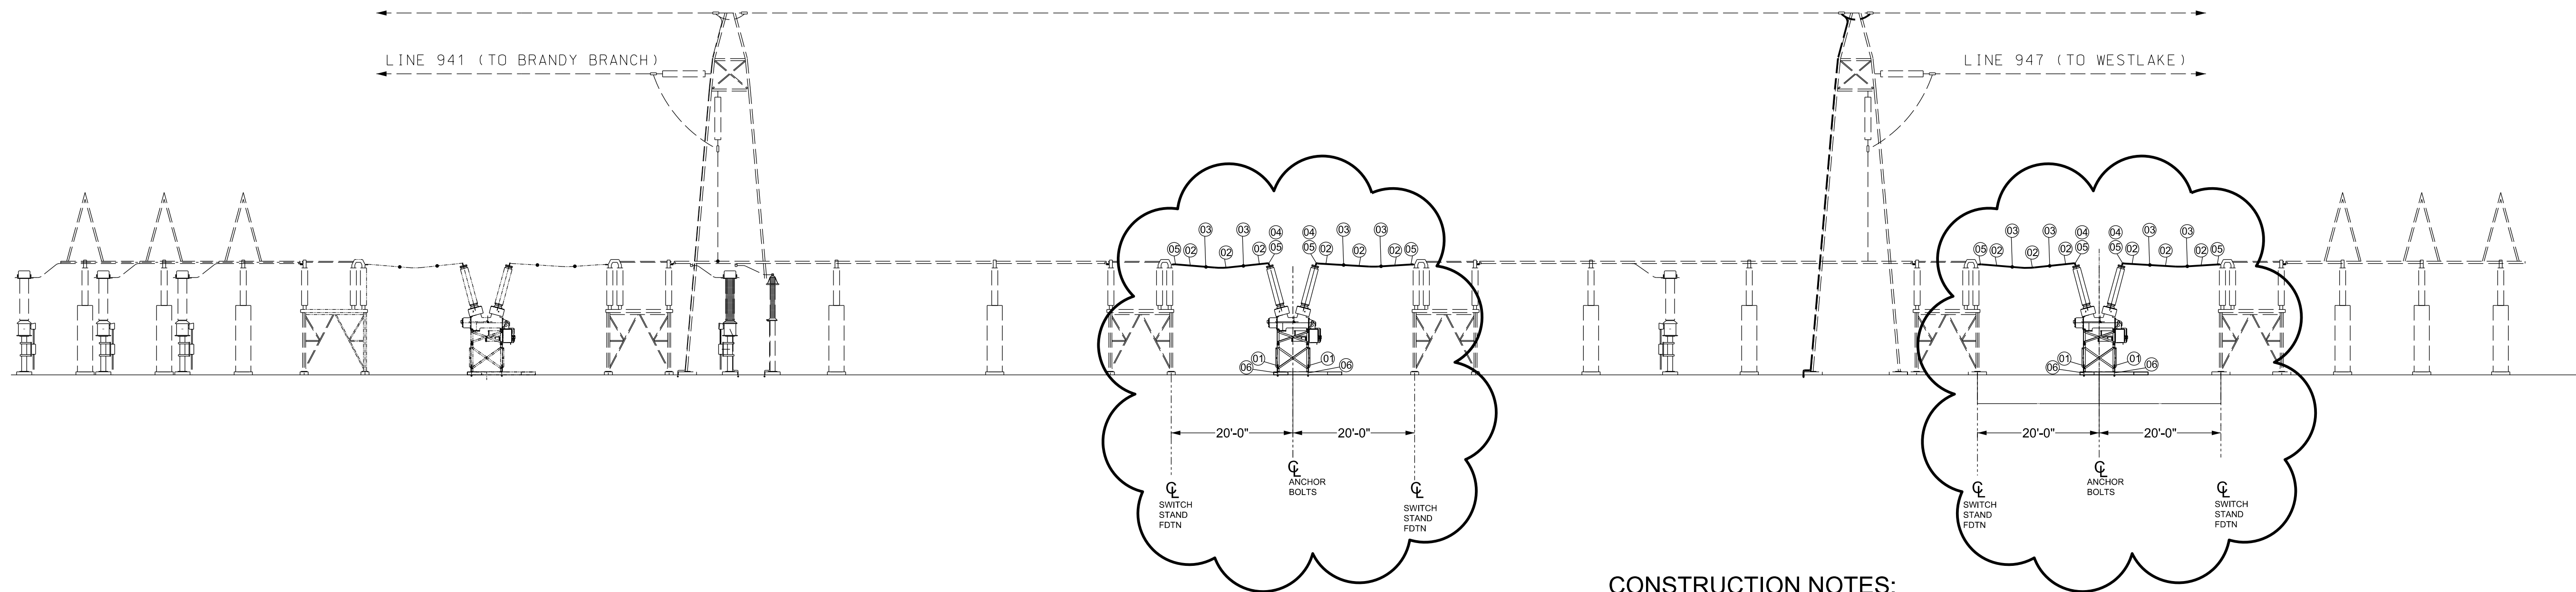 LINE 941 (TO BRANDY BRANCH)
LINE 947 (TO WESTLAKE)
05 02 03 02 03 02 04 05
04 05 02 03 02 03 02 05
05 02 03 02 03 02 04 05
04 05 02 03 02 03 02 05
06 01 01 06
06 01 01 06
20'-0" 20'-0"
20'-0" 20'-0"
℄
SWITCH
STAND
FDTN
℄
ANCHOR
BOLTS
℄
SWITCH
STAND
FDTN
℄
SWITCH
STAND
FDTN
℄
ANCHOR
BOLTS
℄
SWITCH
STAND
FDTN
CONSTRUCTION NOTES: